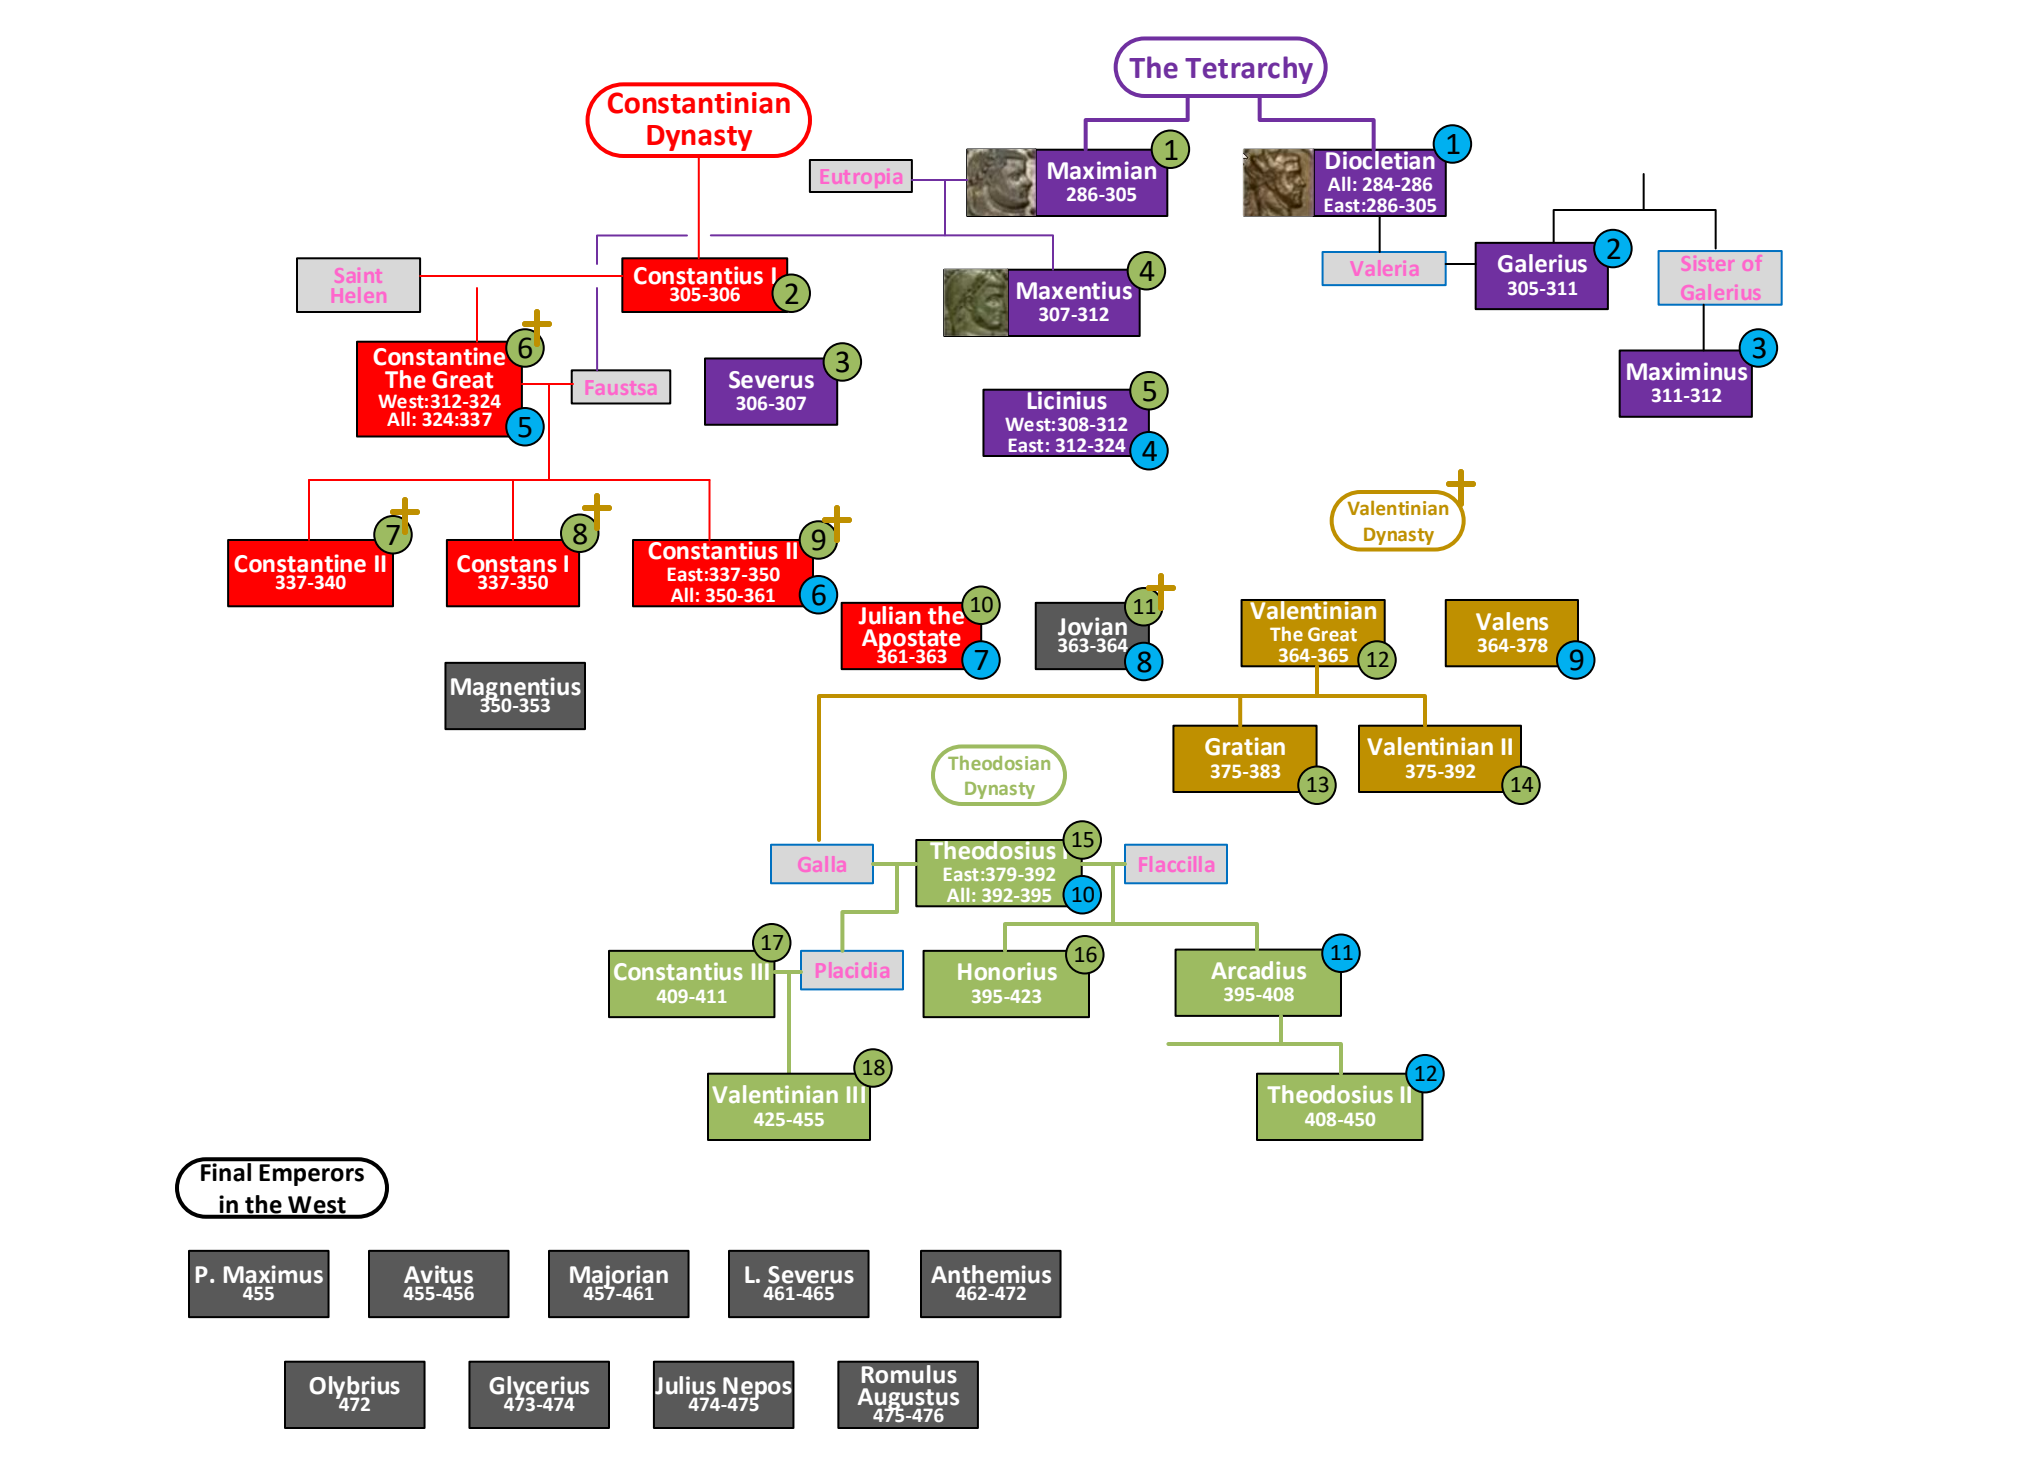 The Tetrarchy
Constantinian
Dynasty
Eutropia
Maximian
286-305
1
Diocletian
All: 284-286
East:286-305
1
Saint
Helen
Constantius I
305-306
2
Maxentius
307-312
4
Valeria
Galerius
305-311
2
Sister of
Galerius
Constantine
The Great
West:312-324
All: 324:337
6
5
Faustsa
Severus
306-307
3
Licinius
West:308-312
East: 312-324
5
4
Maximinus
311-312
3
Valentinian
Dynasty
Constantine II
337-340
7
Constans I
337-350
8
Constantius II
East:337-350
All: 350-361
9
6
Julian the
Apostate
361-363
10
7
Jovian
363-364
11
8
Valentinian
The Great
364-365
12
Valens
364-378
9
Magnentius
350-353
Gratian
375-383
13
Valentinian II
375-392
14
Theodosian
Dynasty
Galla
Theodosius I
East:379-392
All: 392-395
15
10
Flaccilla
Constantius III
409-411
17
Placidia
Honorius
395-423
16
Arcadius
395-408
11
Valentinian III
425-455
18
Theodosius II
408-450
12
Final Emperors
in the West
P. Maximus
455
Avitus
455-456
Majorian
457-461
L. Severus
461-465
Anthemius
462-472
Olybrius
472
Glycerius
473-474
Julius Nepos
474-475
Romulus
Augustus
475-476